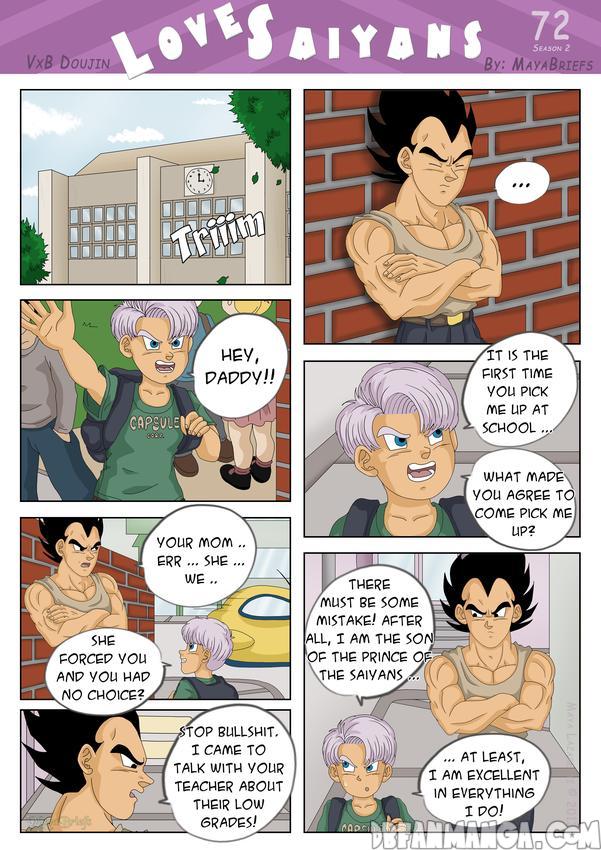 LOVE SAIYANS
VXB DOUJIN
72
SEASON 2
BY: MAYABRIEFS
Triiim
...
HEY,
DADDY!!
CAPSULE
CORP.
IT IS THE
FIRST TIME
YOU PICK
ME UP AT
SCHOOL ...
WHAT MADE
YOU AGREE TO
COME PICK ME
UP?
YOUR MOM ..
ERR ... SHE ...
WE ..
SHE
FORCED YOU
AND YOU HAD
NO CHOICE?
STOP BULLSHIT.
I CAME TO
TALK WITH YOUR
TEACHER ABOUT
THEIR LOW
GRADES!
THERE
MUST BE SOME
MISTAKE! AFTER
ALL, I AM THE SON
OF THE PRINCE OF
THE SAIYANS ...
... AT LEAST,
I AM EXCELLENT
IN EVERYTHING
I DO!
CAPSULE
DBFANMANGA.COM